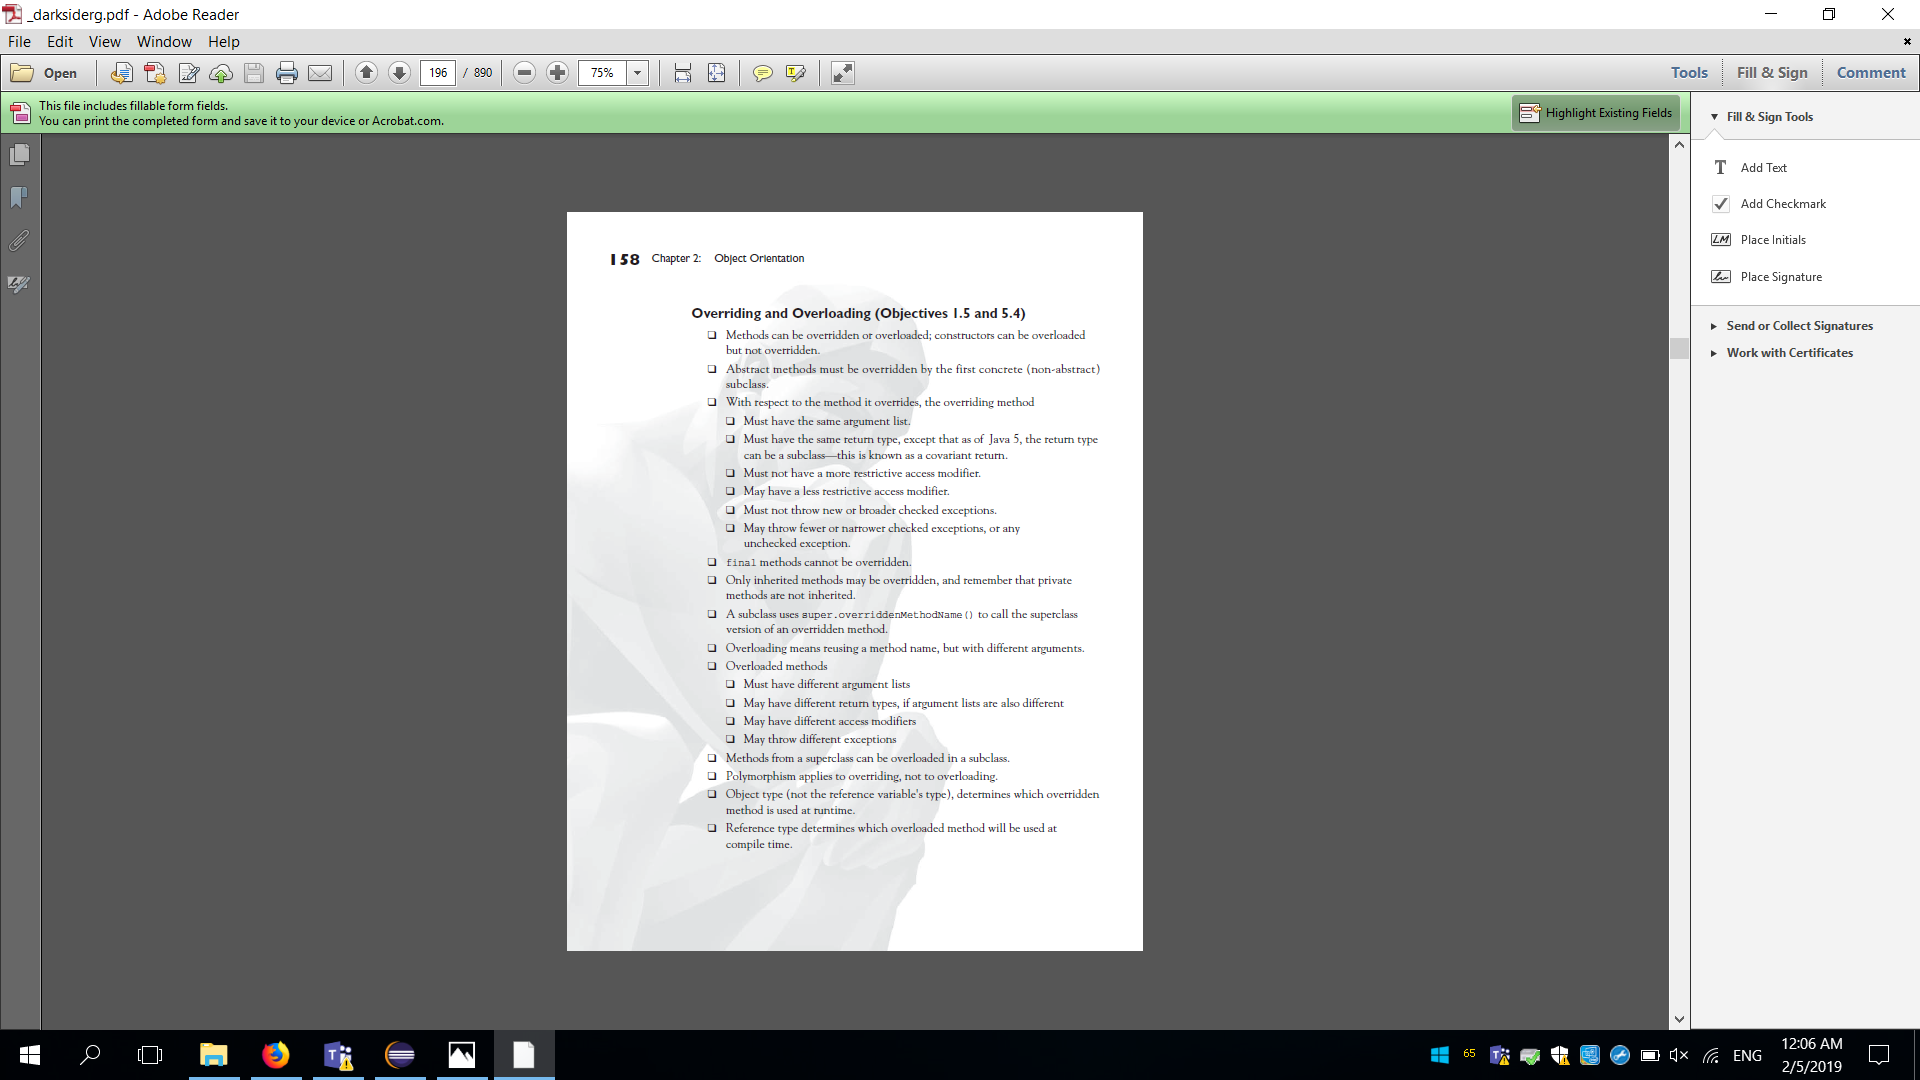 _darksiderg.pdf - Adobe Reader
File Edit View Window Help
Open 196 / 890 75% Tools Fill & Sign Comment
This file includes fillable form fields.
You can print the completed form and save it to your device or Acrobat.com.
Highlight Existing Fields
Fill & Sign Tools
Add Text
Add Checkmark
Place Initials
Place Signature
Send or Collect Signatures
Work with Certificates
158 Chapter 2: Object Orientation
Overriding and Overloading (Objectives 1.5 and 5.4)
❑ Methods can be overridden or overloaded; constructors can be overloaded
but not overridden.
❑ Abstract methods must be overridden by the first concrete (non-abstract)
subclass.
❑ With respect to the method it overrides, the overriding method
❑ Must have the same argument list.
❑ Must have the same return type, except that as of Java 5, the return type
can be a subclass—this is known as a covariant return.
❑ Must not have a more restrictive access modifier.
❑ May have a less restrictive access modifier.
❑ Must not throw new or broader checked exceptions.
❑ May throw fewer or narrower checked exceptions, or any
unchecked exception.
❑ final methods cannot be overridden.
❑ Only inherited methods may be overridden, and remember that private
methods are not inherited.
❑ A subclass uses super.overriddenMethodName() to call the superclass
version of an overridden method.
❑ Overloading means reusing a method name, but with different arguments.
❑ Overloaded methods
❑ Must have different argument lists
❑ May have different return types, if argument lists are also different
❑ May have different access modifiers
❑ May throw different exceptions
❑ Methods from a superclass can be overloaded in a subclass.
❑ Polymorphism applies to overriding, not to overloading.
❑ Object type (not the reference variable's type), determines which overridden
method is used at runtime.
❑ Reference type determines which overloaded method will be used at
compile time.
65 ENG
12:06 AM
2/5/2019